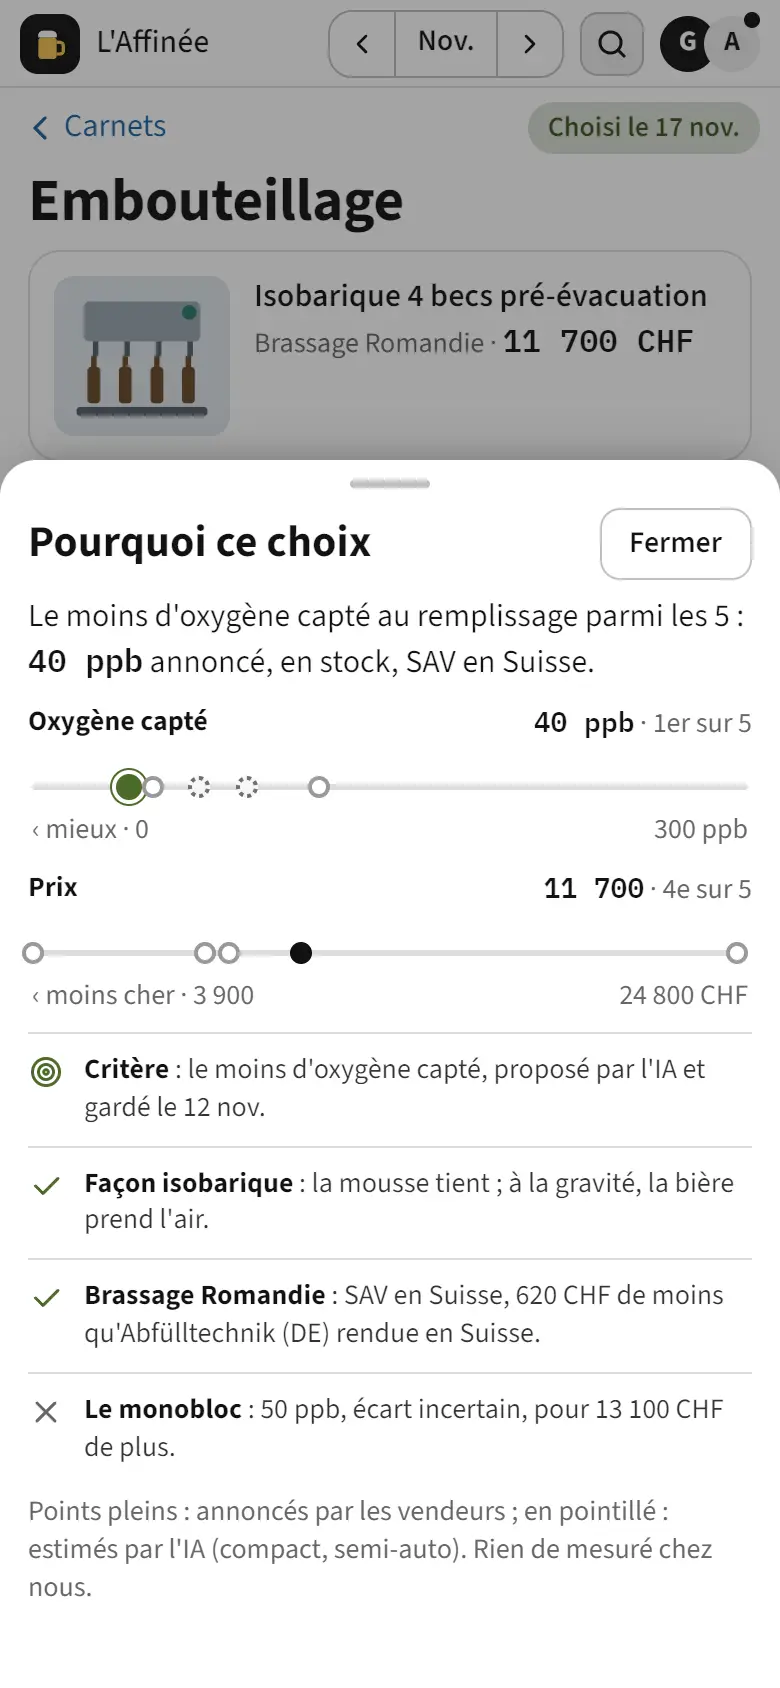 L'Affinée
Nov.
G
A
Carnets
Choisi le 17 nov.
Embouteillage
Isobarique 4 becs pré-évacuation
Brassage Romandie · 11 700 CHF
Pourquoi ce choix
Fermer
Le moins d'oxygène capté au remplissage parmi les 5 :
40 ppb annoncé, en stock, SAV en Suisse.
Oxygène capté
40 ppb · 1er sur 5
‹ mieux · 0
300 ppb
Prix
11 700 · 4e sur 5
‹ moins cher · 3 900
24 800 CHF
Critère : le moins d'oxygène capté, proposé par l'IA et
gardé le 12 nov.
Façon isobarique : la mousse tient ; à la gravité, la bière
prend l'air.
Brassage Romandie : SAV en Suisse, 620 CHF de moins
qu'Abfülltechnik (DE) rendue en Suisse.
Le monobloc : 50 ppb, écart incertain, pour 13 100 CHF
de plus.
Points pleins : annoncés par les vendeurs ; en pointillé :
estimés par l'IA (compact, semi-auto). Rien de mesuré chez
nous.